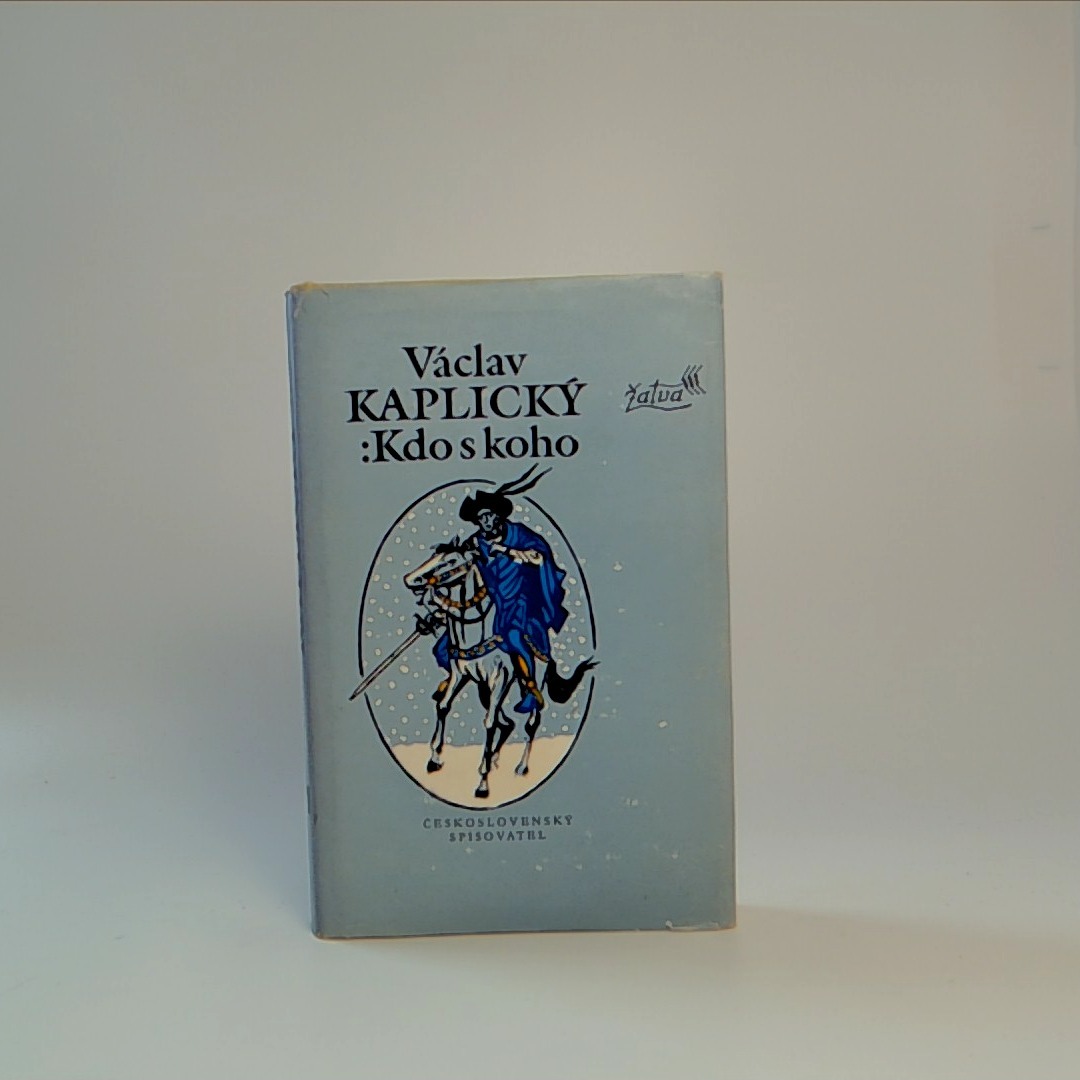 Václav
KAPLICKÝ
:Kdo s koho
žatva
ČESKOSLOVENSKÝ
SPISOVATEL